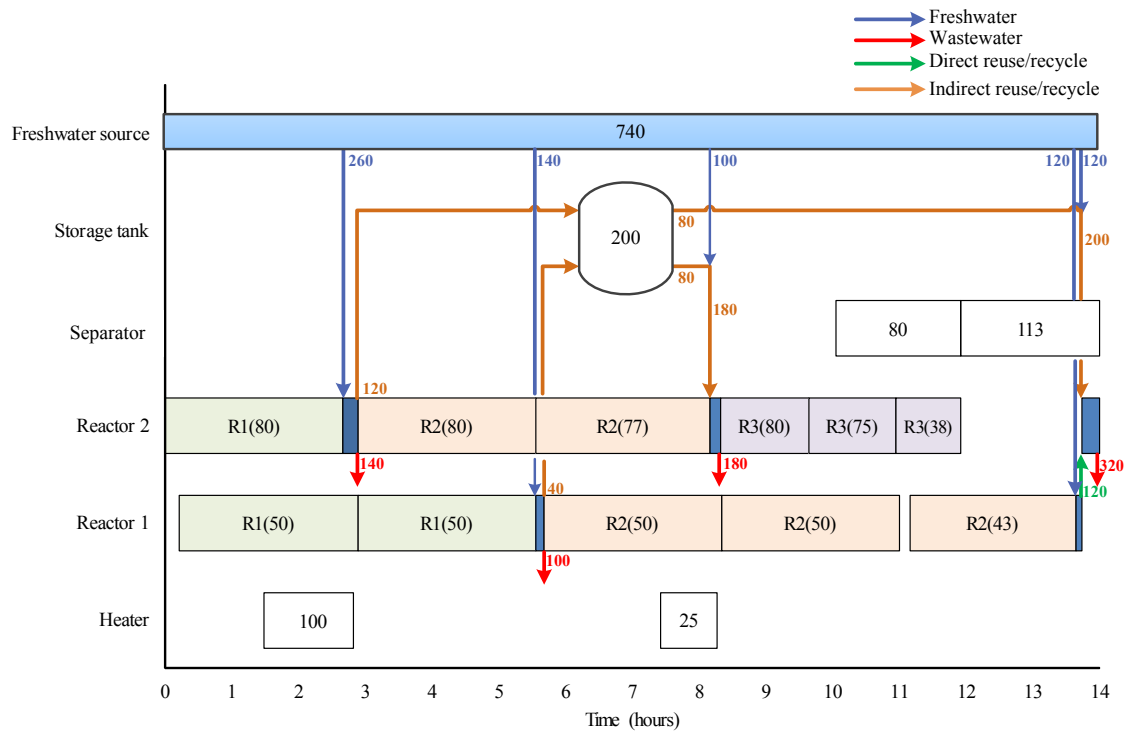 Freshwater
Wastewater
Direct reuse/recycle
Indirect reuse/recycle
Freshwater source
740
260
140
100
120
120
Storage tank
200
80
80
200
180
Separator
80
113
120
Reactor 2
R1(80)
R2(80)
R2(77)
R3(80)
R3(75)
R3(38)
140
180
320
40
120
Reactor 1
R1(50)
R1(50)
R2(50)
R2(50)
R2(43)
100
Heater
100
25
0 1 2 3 4 5 6 7 8 9 10 11 12 13 14
Time (hours)